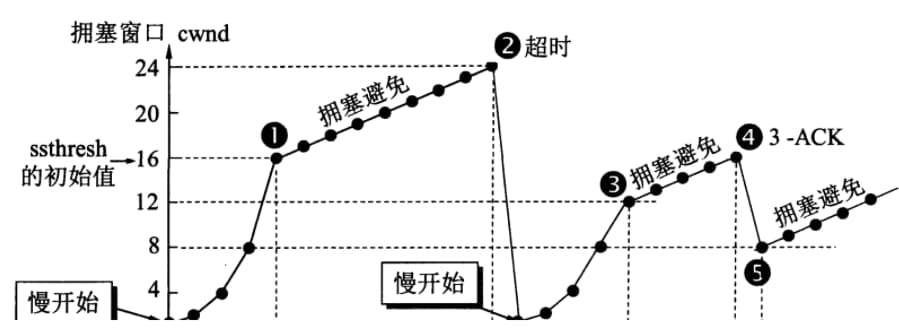 拥塞窗口 cwnd
❷ 超时
24
拥塞避免
20
❶
ssthresh
的初始值
16
❹ 3 -ACK
拥塞避免
❸
12
拥塞避免
8
❺
4
慢开始
慢开始